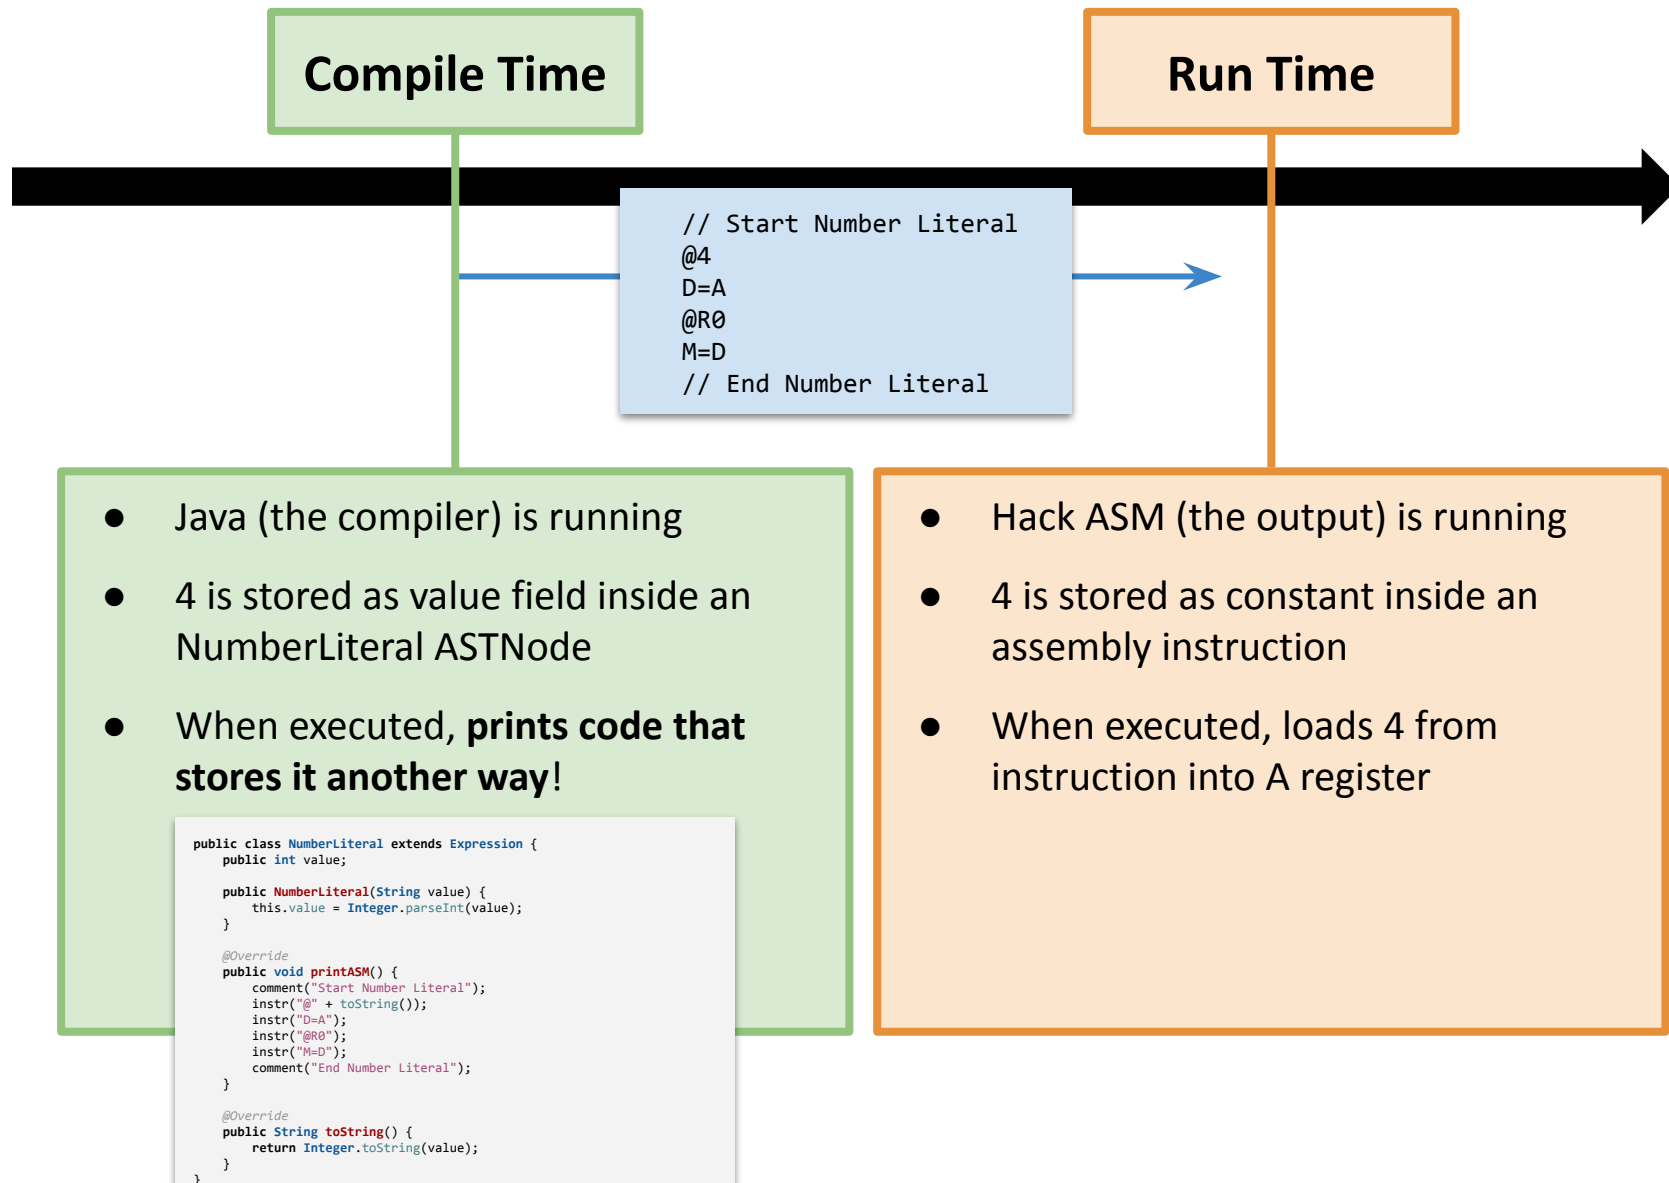 Compile Time
Run Time
// Start Number Literal
@4
D=A
@R0
M=D
// End Number Literal
● Java (the compiler) is running
● 4 is stored as value field inside an
NumberLiteral ASTNode
● When executed, prints code that
stores it another way!
public class NumberLiteral extends Expression {
    public int value;
    public NumberLiteral(String value) {
        this.value = Integer.parseInt(value);
    }
    @Override
    public void printASM() {
        comment("Start Number Literal");
        instr("@" + toString());
        instr("D=A");
        instr("@R0");
        instr("M=D");
        comment("End Number Literal");
    }
    @Override
    public String toString() {
        return Integer.toString(value);
    }
}
● Hack ASM (the output) is running
● 4 is stored as constant inside an
assembly instruction
● When executed, loads 4 from
instruction into A register